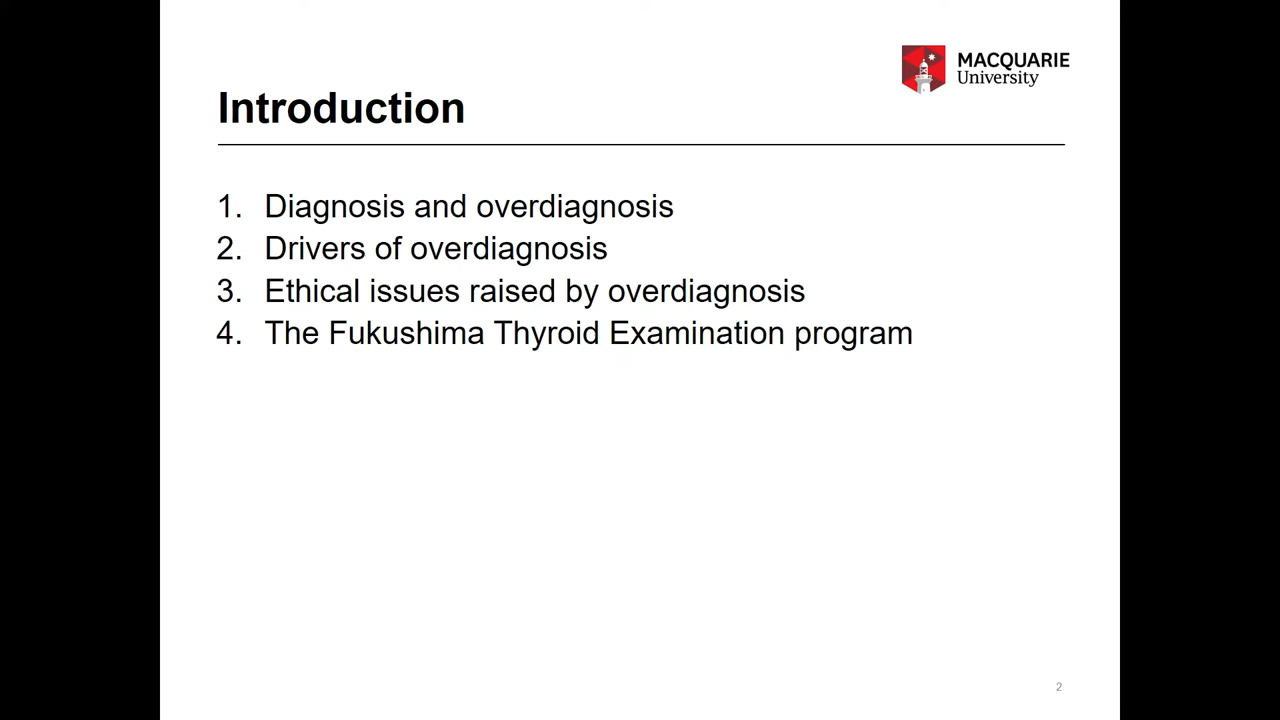 MACQUARIE
University
Introduction
1. Diagnosis and overdiagnosis
2. Drivers of overdiagnosis
3. Ethical issues raised by overdiagnosis
4. The Fukushima Thyroid Examination program
2